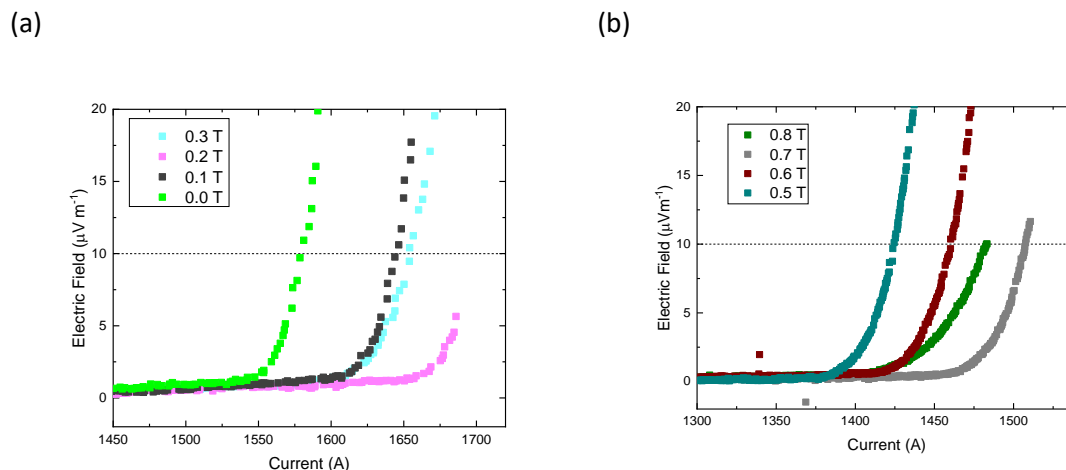 (a)
(b)
20
15
10
5
0
0.3 T
0.2 T
0.1 T
0.0 T
Electric Field (μV m⁻¹)
1450 1500 1550 1600 1650 1700
Current (A)
20
15
10
5
0
0.8 T
0.7 T
0.6 T
0.5 T
Electric Field (μVm⁻¹)
1300 1350 1400 1450 1500
Current (A)